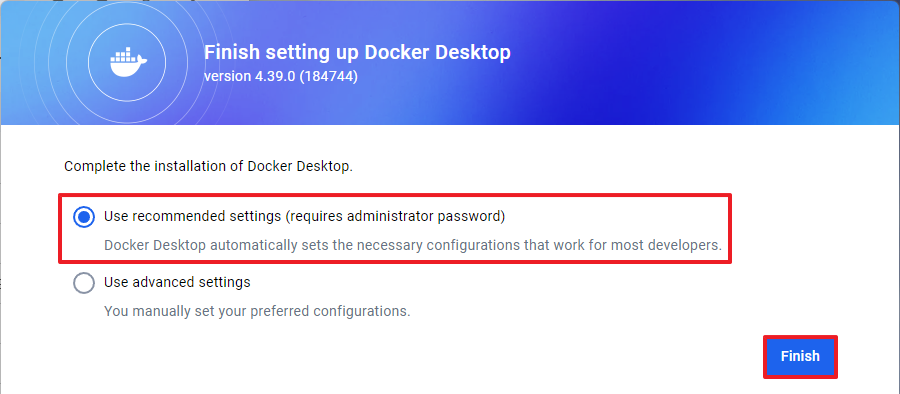 Finish setting up Docker Desktop
version 4.39.0 (184744)
Complete the installation of Docker Desktop.
Use recommended settings (requires administrator password)
Docker Desktop automatically sets the necessary configurations that work for most developers.
Use advanced settings
You manually set your preferred configurations.
Finish